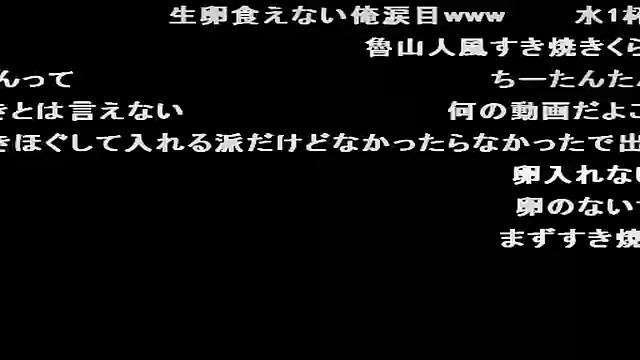 生卵食えない俺涙目www 水1杯
魯山人風すき焼きくら
んって ちーたんたん
きとは言えない 何の動画だよこ
きほぐして入れる派だけどなかったらなかったで出
卵入れない
卵のないす
まずすき焼